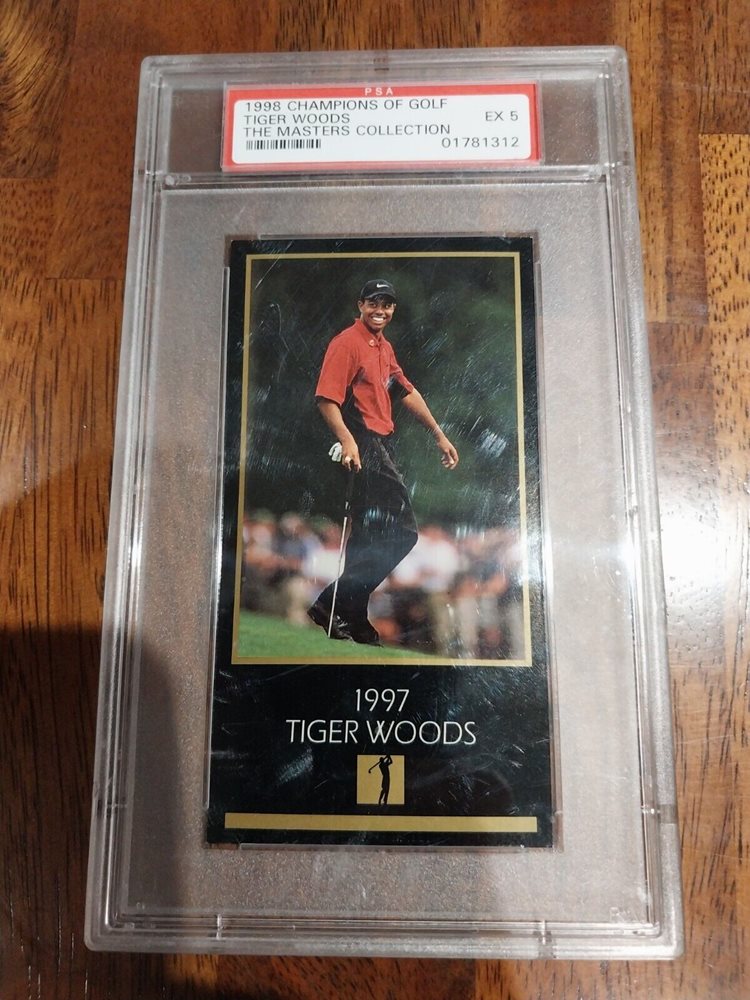 PSA
1998 CHAMPIONS OF GOLF
TIGER WOODS EX 5
THE MASTERS COLLECTION
01781312
1997
TIGER WOODS